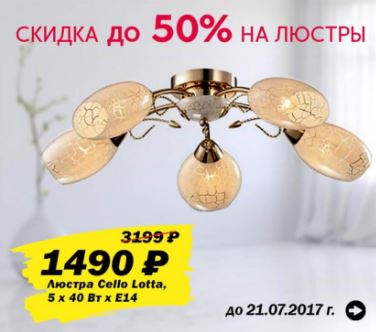 СКИДКА до 50% НА ЛЮСТРЫ
3199 ₽
1490 ₽
Люстра Cello Lotta,
5 x 40 Вт x E14
до 21.07.2017 г.